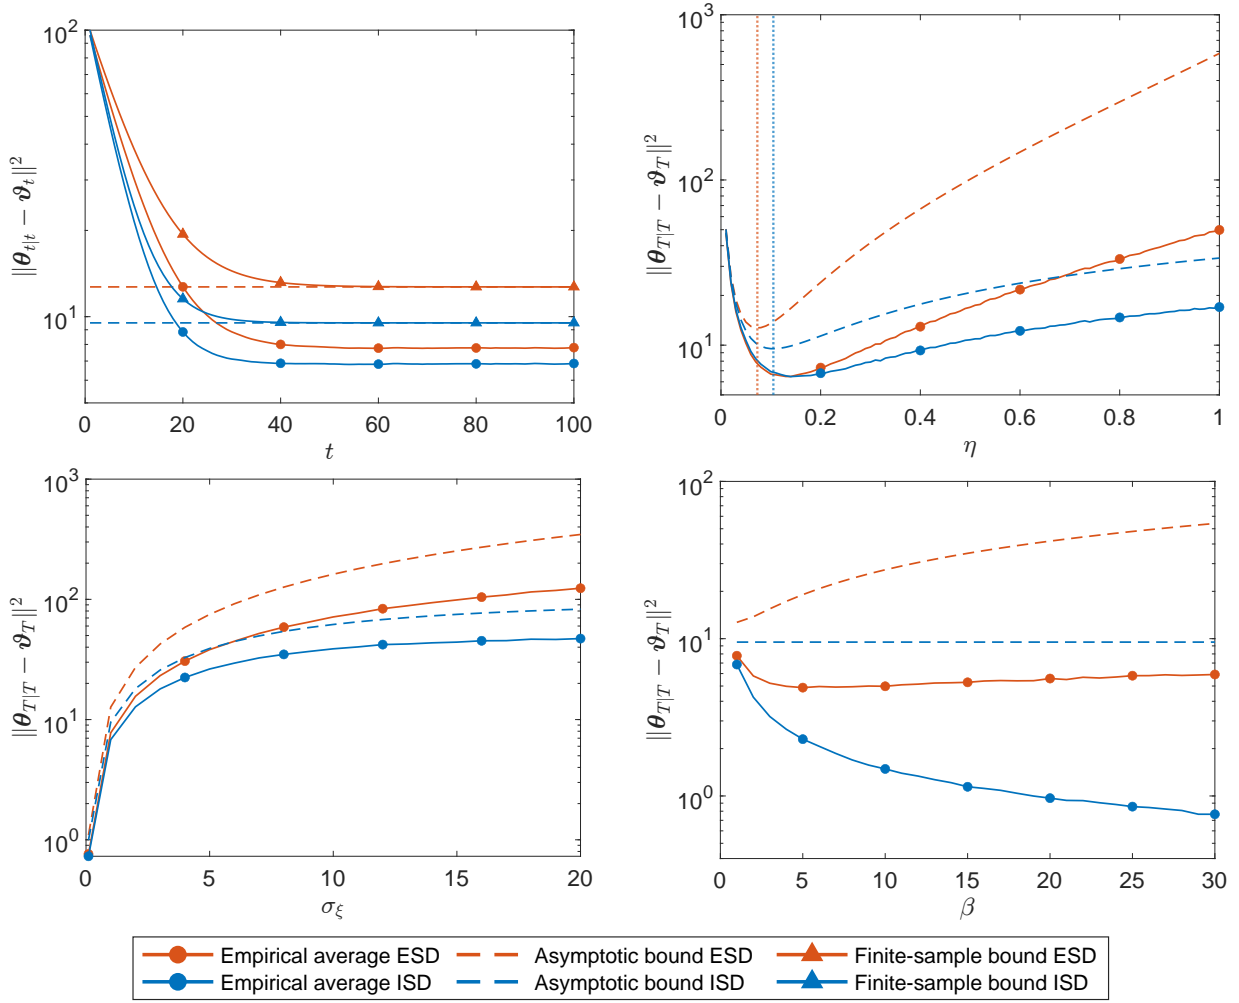 10^2
10^1
0 20 40 60 80 100
t
||θ_{t|t} − ϑ_t||^2
10^3
10^2
10^1
0 0.2 0.4 0.6 0.8 1
η
||θ_{T|T} − ϑ_T||^2
10^3
10^2
10^1
10^0
0 5 10 15 20
σ_ξ
||θ_{T|T} − ϑ_T||^2
10^2
10^1
10^0
0 5 10 15 20 25 30
β
||θ_{T|T} − ϑ_T||^2
Empirical average ESD Asymptotic bound ESD Finite-sample bound ESD
Empirical average ISD Asymptotic bound ISD Finite-sample bound ISD